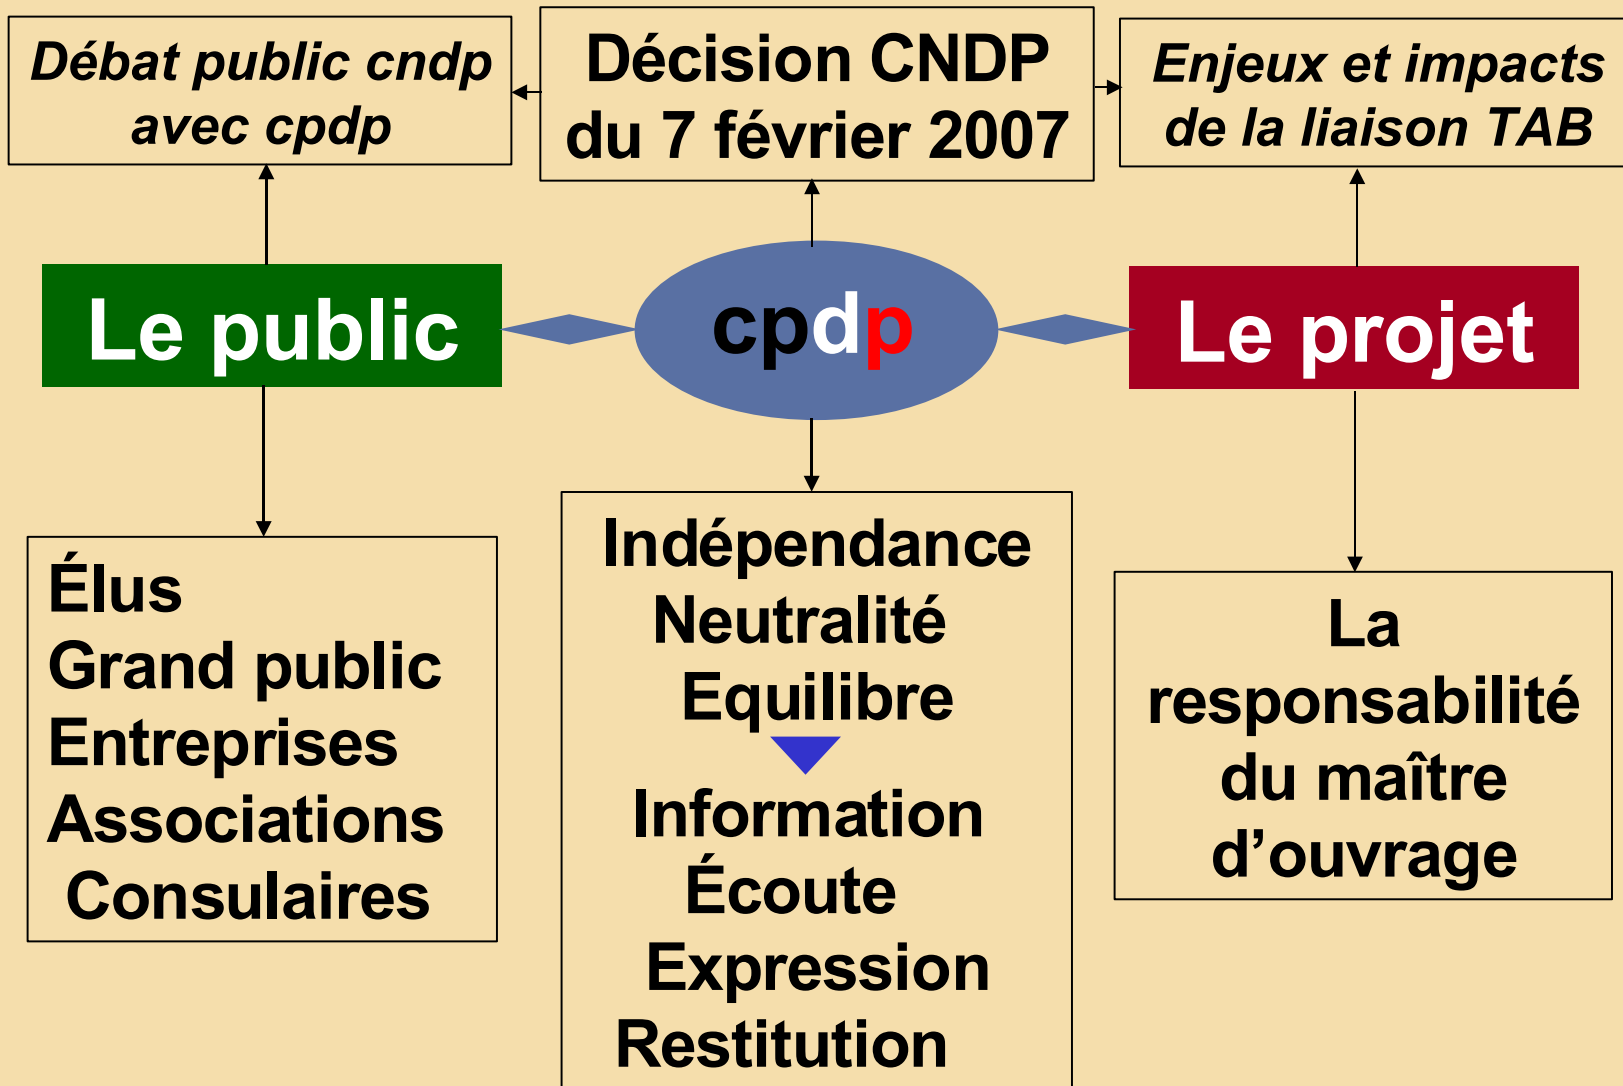 Débat public cndp
avec cpdp
Décision CNDP
du 7 février 2007
Enjeux et impacts
de la liaison TAB
Le public
cpdp
Le projet
Élus
Grand public
Entreprises
Associations
Consulaires
Indépendance
Neutralité
Equilibre
Information
Écoute
Expression
Restitution
La
responsabilité
du maître
d’ouvrage